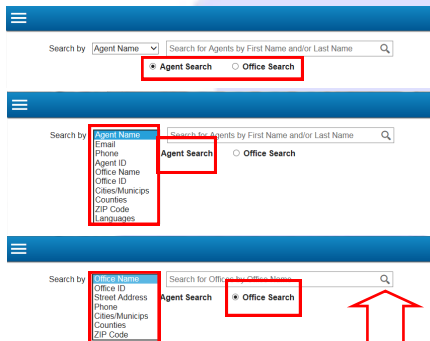 Search by Agent Name Search for Agents by First Name and/or Last Name
Agent Search Office Search
Search by Agent Name Search for Agents by First Name and/or Last Name
Email
Phone Agent Search Office Search
Agent ID
Office Name
Office ID
Cities/Municips
Counties
ZIP Code
Languages
Search by Office Name Search for Offices by Office Name
Office ID
Street Address Agent Search Office Search
Phone
Cities/Municips
Counties
ZIP Code